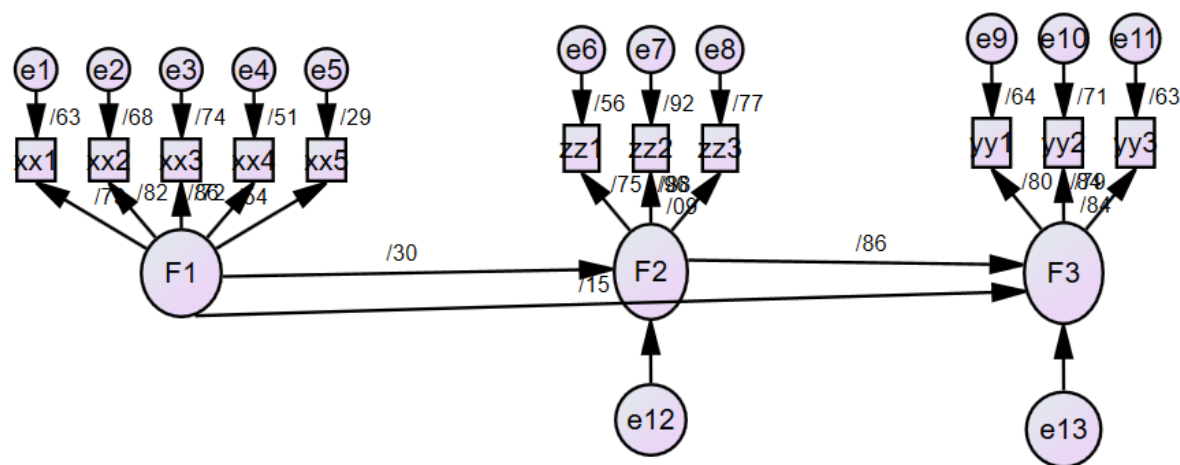 e1 e2 e3 e4 e5 e6 e7 e8 e9 e10 e11
/63 /68 /74 /51 /29 /56 /92 /77 /64 /71 /63
xx1 xx2 xx3 xx4 xx5 zz1 zz2 zz3 yy1 yy2 yy3
/82 /86 /75 /80 /84
/09 /84
F1 /30 F2 /86 F3
/15
e12 e13